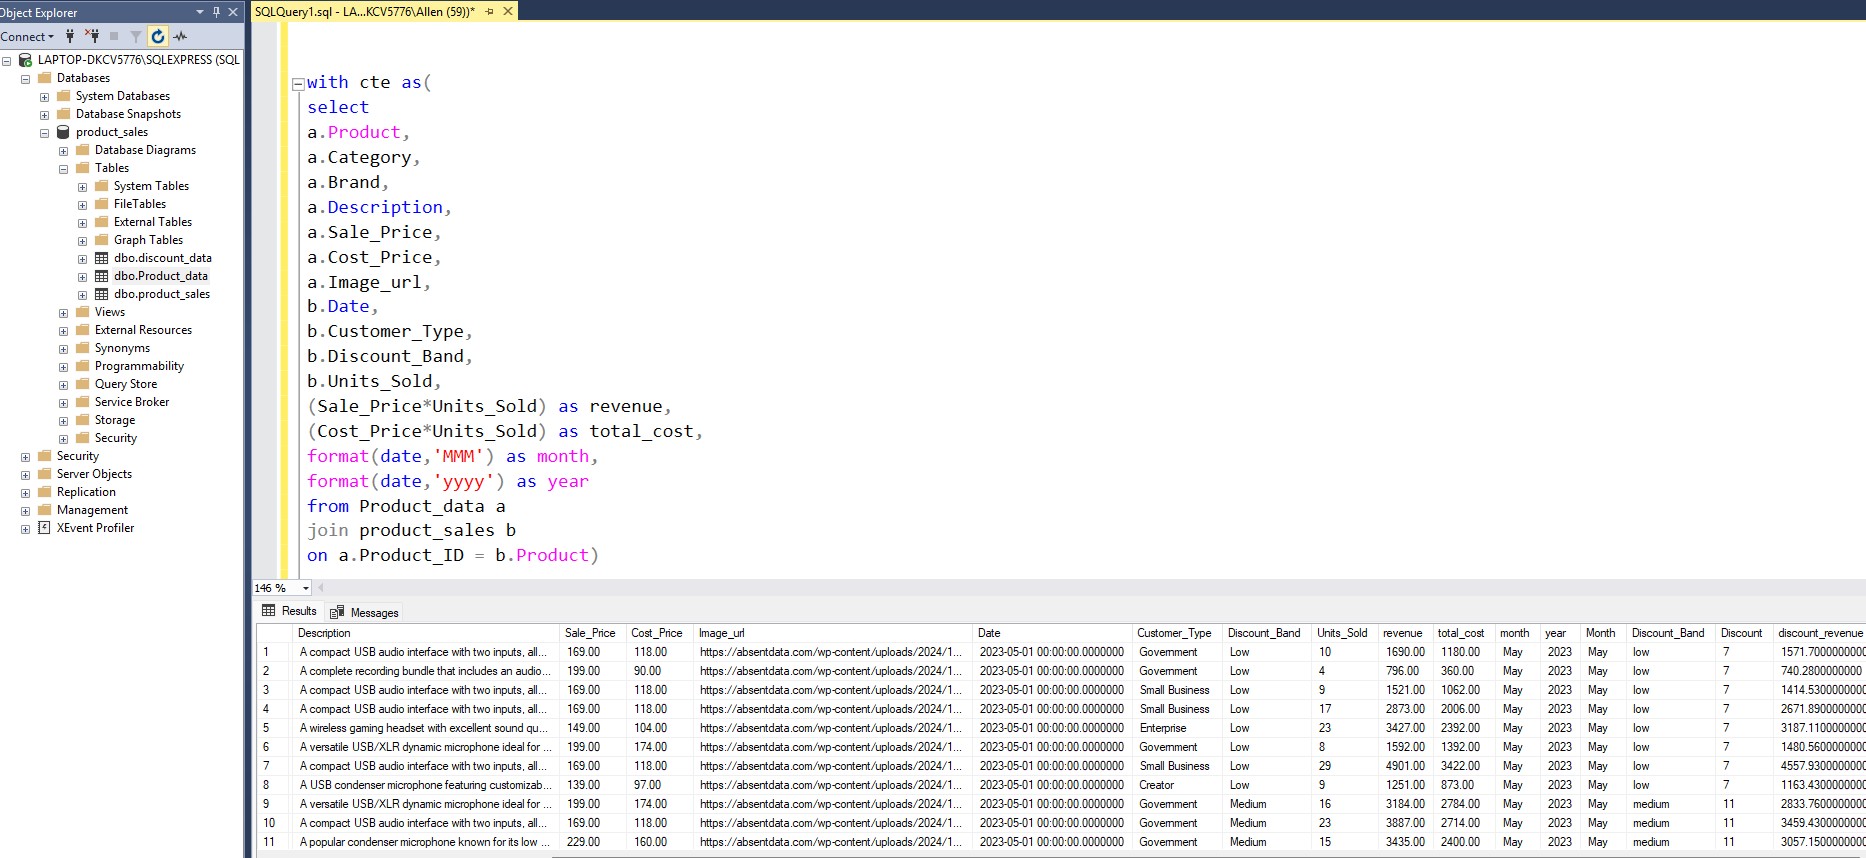 Object Explorer
SQLQuery1.sql - LA...KCV5776\Allen (59))*
Connect
LAPTOP-DKCV5776\SQLEXPRESS (SQL
Databases
System Databases
Database Snapshots
product_sales
Database Diagrams
Tables
System Tables
FileTables
External Tables
Graph Tables
dbo.discount_data
dbo.Product_data
dbo.product_sales
Views
External Resources
Synonyms
Programmability
Query Store
Service Broker
Storage
Security
Security
Server Objects
Replication
Management
XEvent Profiler
with cte as(
select
a.Product,
a.Category,
a.Brand,
a.Description,
a.Sale_Price,
a.Cost_Price,
a.Image_url,
b.Date,
b.Customer_Type,
b.Discount_Band,
b.Units_Sold,
(Sale_Price*Units_Sold) as revenue,
(Cost_Price*Units_Sold) as total_cost,
format(date,'MMM') as month,
format(date,'yyyy') as year
from Product_data a
join product_sales b
on a.Product_ID = b.Product)
146 %
Results Messages
Description Sale_Price Cost_Price Image_url Date Customer_Type Discount_Band Units_Sold revenue total_cost month year Month Discount_Band Discount discount_revenue
1 A compact USB audio interface with two inputs, all... 169.00 118.00 https://absentdata.com/wp-content/uploads/2024/1... 2023-05-01 00:00:00.0000000 Government Low 10 1690.00 1180.00 May 2023 May low 7 1571.7000000000
2 A complete recording bundle that includes an audio... 199.00 90.00 https://absentdata.com/wp-content/uploads/2024/1... 2023-05-01 00:00:00.0000000 Government Low 4 796.00 360.00 May 2023 May low 7 740.2800000000
3 A compact USB audio interface with two inputs, all... 169.00 118.00 https://absentdata.com/wp-content/uploads/2024/1... 2023-05-01 00:00:00.0000000 Small Business Low 9 1521.00 1062.00 May 2023 May low 7 1414.5300000000
4 A compact USB audio interface with two inputs, all... 169.00 118.00 https://absentdata.com/wp-content/uploads/2024/1... 2023-05-01 00:00:00.0000000 Small Business Low 17 2873.00 2006.00 May 2023 May low 7 2671.8900000000
5 A wireless gaming headset with excellent sound qu... 149.00 104.00 https://absentdata.com/wp-content/uploads/2024/1... 2023-05-01 00:00:00.0000000 Enterprise Low 23 3427.00 2392.00 May 2023 May low 7 3187.1100000000
6 A versatile USB/XLR dynamic microphone ideal for ... 199.00 174.00 https://absentdata.com/wp-content/uploads/2024/1... 2023-05-01 00:00:00.0000000 Government Low 8 1592.00 1392.00 May 2023 May low 7 1480.5600000000
7 A compact USB audio interface with two inputs, all... 169.00 118.00 https://absentdata.com/wp-content/uploads/2024/1... 2023-05-01 00:00:00.0000000 Small Business Low 29 4901.00 3422.00 May 2023 May low 7 4557.9300000000
8 A USB condenser microphone featuring customizab... 139.00 97.00 https://absentdata.com/wp-content/uploads/2024/1... 2023-05-01 00:00:00.0000000 Creator Low 9 1251.00 873.00 May 2023 May low 7 1163.4300000000
9 A versatile USB/XLR dynamic microphone ideal for ... 199.00 174.00 https://absentdata.com/wp-content/uploads/2024/1... 2023-05-01 00:00:00.0000000 Government Medium 16 3184.00 2784.00 May 2023 May medium 11 2833.7600000000
10 A compact USB audio interface with two inputs, all... 169.00 118.00 https://absentdata.com/wp-content/uploads/2024/1... 2023-05-01 00:00:00.0000000 Government Medium 23 3887.00 2714.00 May 2023 May medium 11 3459.4300000000
11 A popular condenser microphone known for its low ... 229.00 160.00 https://absentdata.com/wp-content/uploads/2024/1... 2023-05-01 00:00:00.0000000 Government Medium 15 3435.00 2400.00 May 2023 May medium 11 3057.1500000000